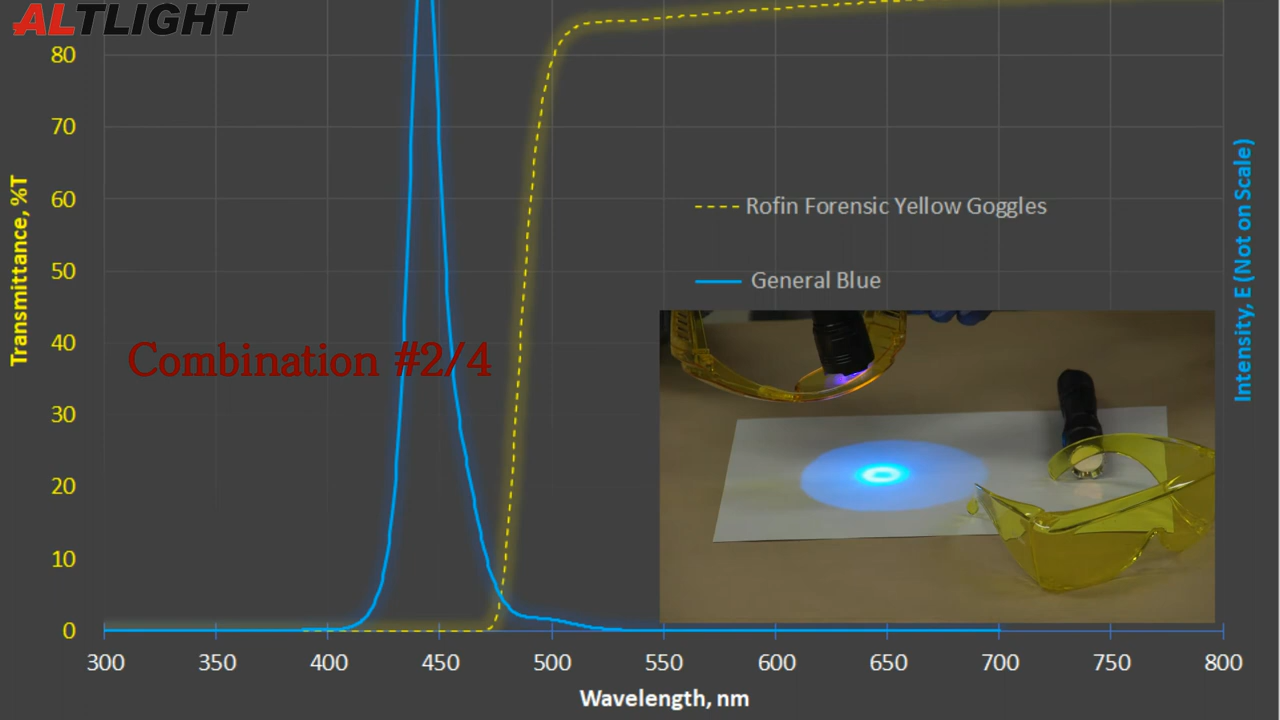 ALTLIGHT
80
70
60
50
40
30
20
10
0
Transmittance, %T
Combination #2/4
Rofin Forensic Yellow Goggles
General Blue
Intensity, E (Not on Scale)
300 350 400 450 500 550 600 650 700 750 800
Wavelength, nm